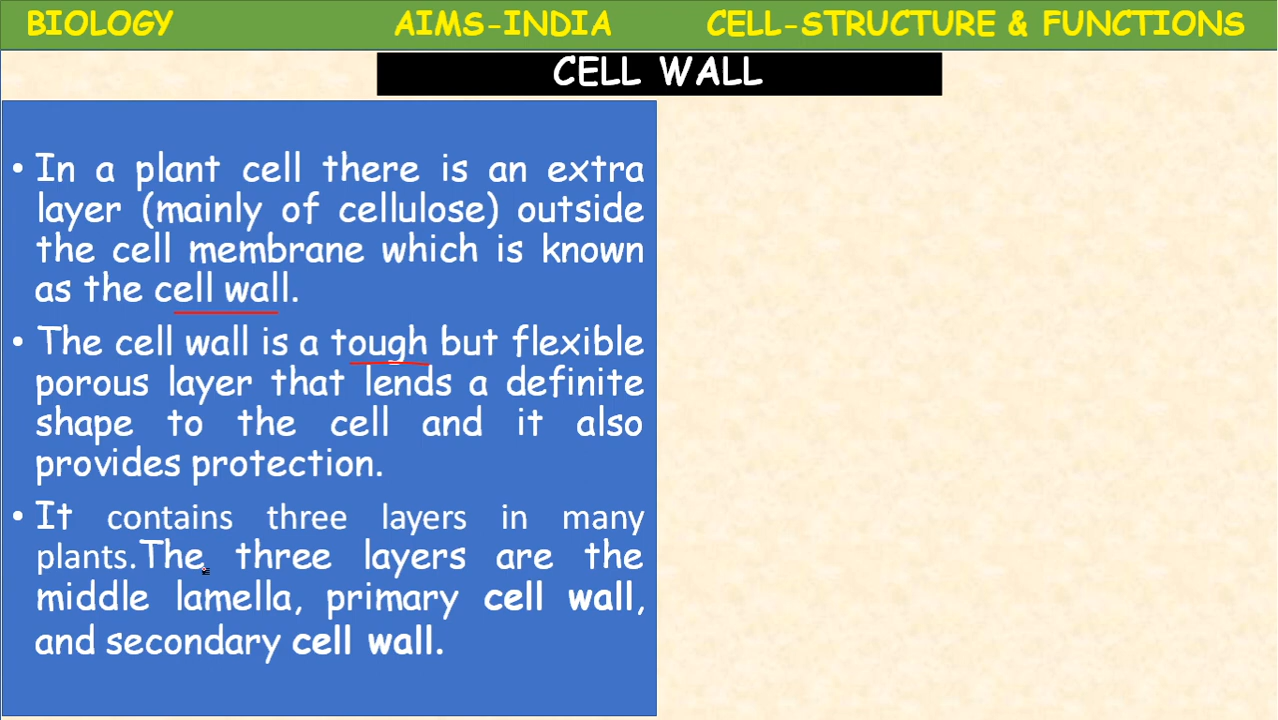 BIOLOGY AIMS-INDIA CELL-STRUCTURE & FUNCTIONS
CELL WALL
• In a plant cell there is an extra
layer (mainly of cellulose) outside
the cell membrane which is known
as the cell wall.
• The cell wall is a tough but flexible
porous layer that lends a definite
shape to the cell and it also
provides protection.
• It contains three layers in many
plants.The three layers are the
middle lamella, primary cell wall,
and secondary cell wall.